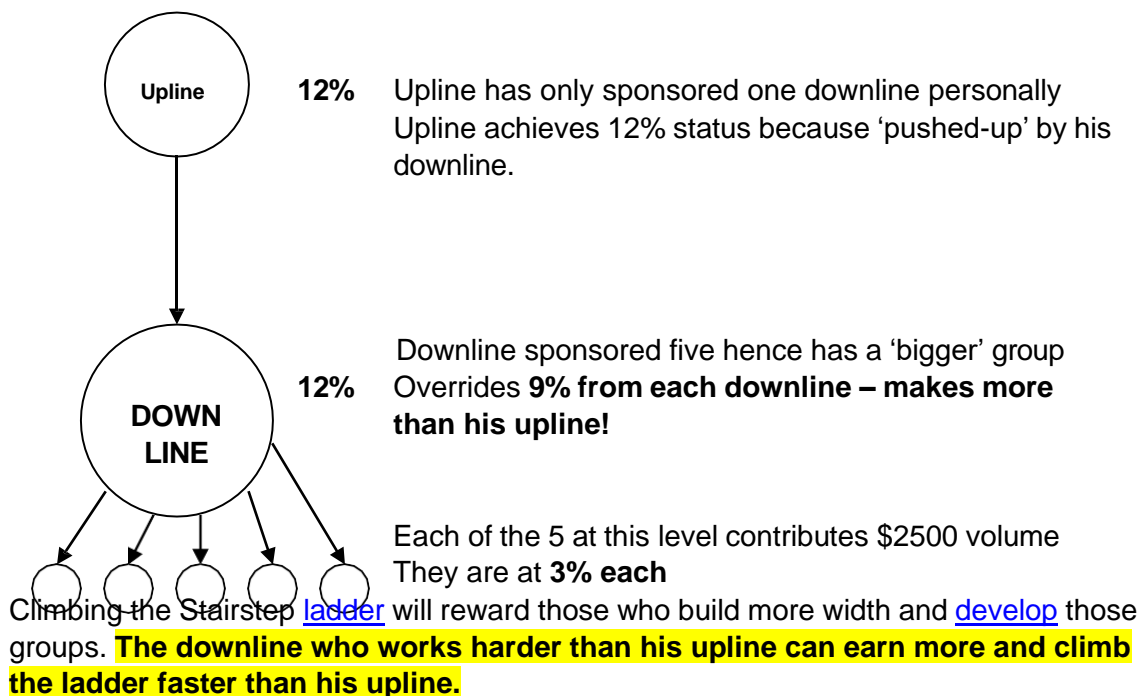 Upline
12% Upline has only sponsored one downline personally
Upline achieves 12% status because ‘pushed-up’ by his
downline.
Downline sponsored five hence has a ‘bigger’ group
12% Overrides 9% from each downline – makes more
than his upline!
DOWN
LINE
Each of the 5 at this level contributes $2500 volume
They are at 3% each
Climbing the Stairstep ladder will reward those who build more width and develop those
groups. The downline who works harder than his upline can earn more and climb
the ladder faster than his upline.